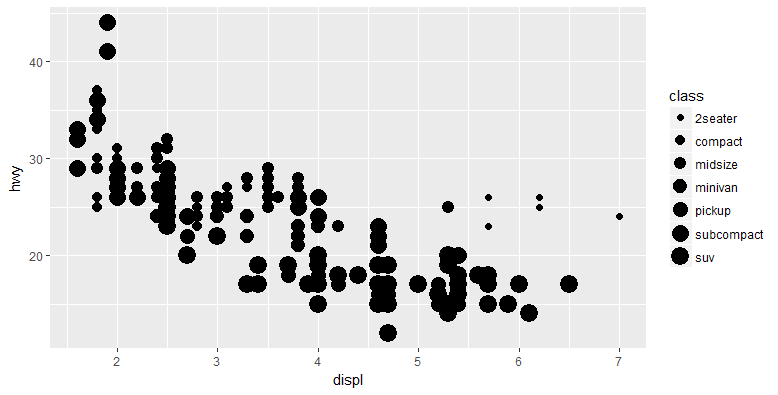 40
30
20
hwy
2 3 4 5 6 7
displ
class
2seater
compact
midsize
minivan
pickup
subcompact
suv